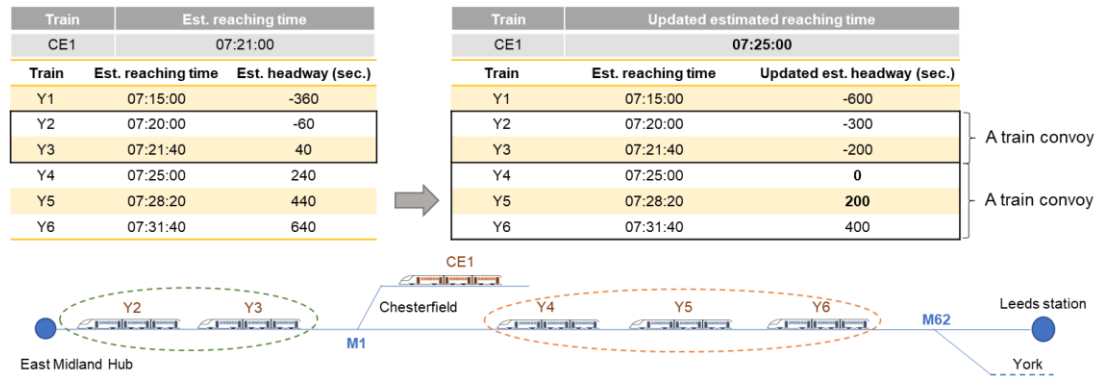 Train Est. reaching time
CE1 07:21:00
Train Est. reaching time Est. headway (sec.)
Y1 07:15:00 -360
Y2 07:20:00 -60
Y3 07:21:40 40
Y4 07:25:00 240
Y5 07:28:20 440
Y6 07:31:40 640
Train Updated estimated reaching time
CE1 07:25:00
Train Est. reaching time Updated est. headway (sec.)
Y1 07:15:00 -600
Y2 07:20:00 -300
Y3 07:21:40 -200
A train convoy
Y4 07:25:00 0
Y5 07:28:20 200
Y6 07:31:40 400
A train convoy
CE1
Y2 Y3 Chesterfield Y4 Y5 Y6 Leeds station
M1 M62
East Midland Hub York